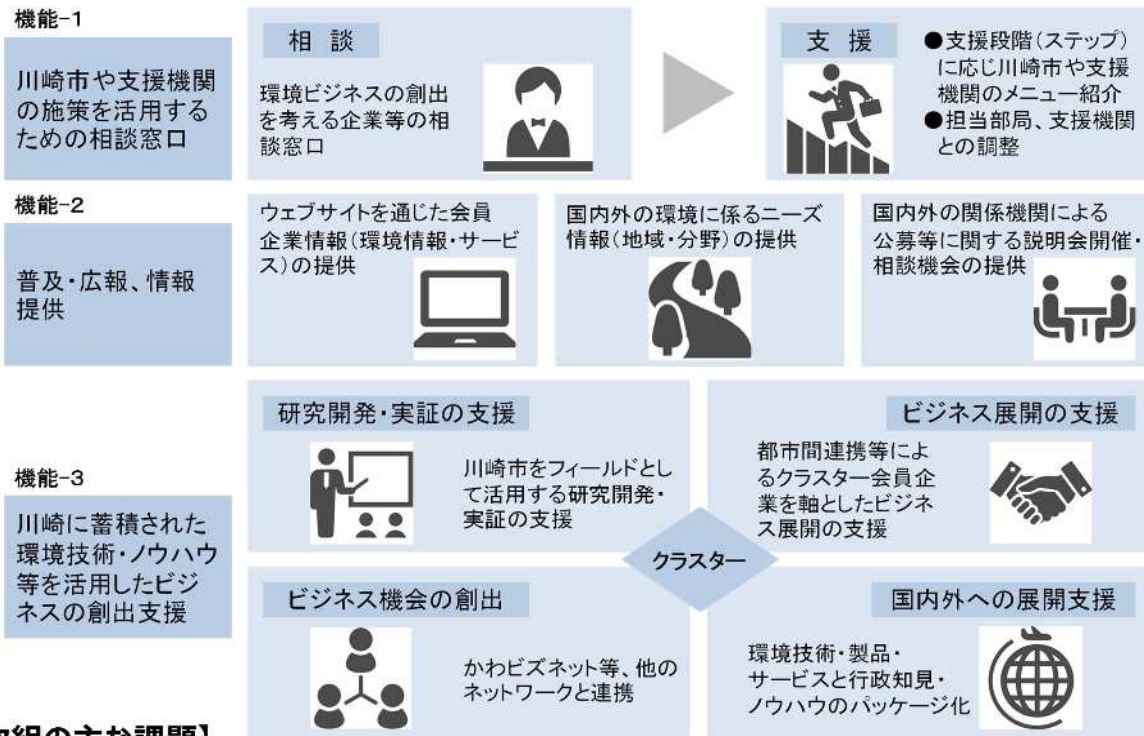 機能-1
川崎市や支援機関
の施策を活用する
ための相談窓口
相 談
環境ビジネスの創出
を考える企業等の相
談窓口
支 援
●支援段階(ステップ)
に応じ川崎市や支援
機関のメニュー紹介
●担当部局、支援機関
との調整
機能-2
普及・広報、情報
提供
ウェブサイトを通じた会員
企業情報(環境情報・サービ
ス)の提供
国内外の環境に係るニーズ
情報(地域・分野)の提供
国内外の関係機関による
公募等に関する説明会開催・
相談機会の提供
機能-3
川崎に蓄積された
環境技術・ノウハウ
等を活用したビジ
ネスの創出支援
研究開発・実証の支援
川崎市をフィールドとし
て活用する研究開発・
実証の支援
ビジネス展開の支援
都市間連携等によ
るクラスター会員企
業を軸としたビジネ
ス展開の支援
クラスター
ビジネス機会の創出
かわビズネット等、他の
ネットワークと連携
国内外への展開支援
環境技術・製品・
サービスと行政知見・
ノウハウのパッケージ化
組の主な課題】